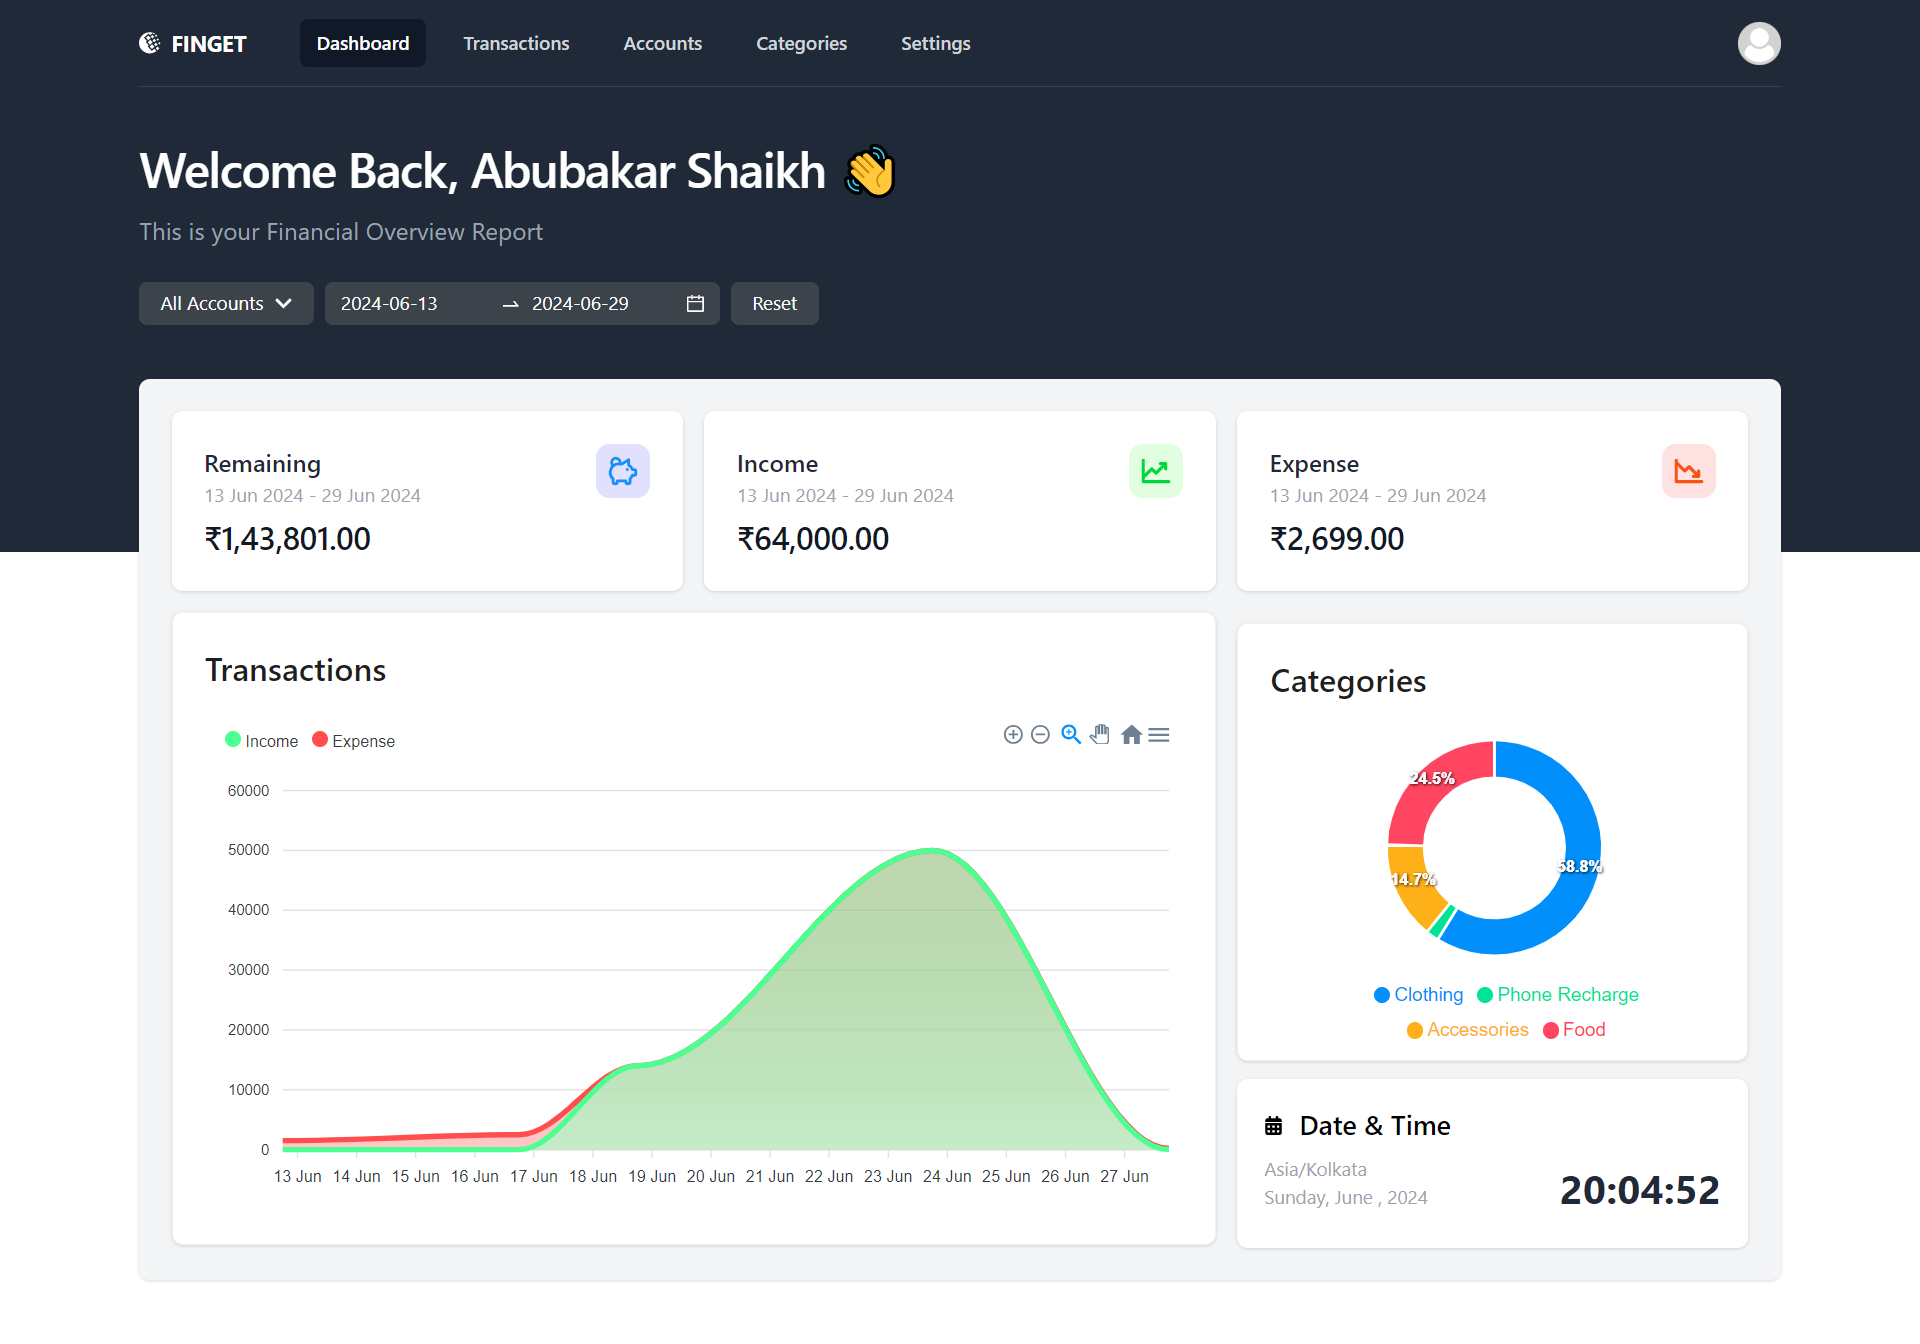 FINGET Dashboard Transactions Accounts Categories Settings
Welcome Back, Abubakar Shaikh 👋
This is your Financial Overview Report
All Accounts 2024-06-13 → 2024-06-29 Reset
Remaining
13 Jun 2024 - 29 Jun 2024
₹1,43,801.00
Income
13 Jun 2024 - 29 Jun 2024
₹64,000.00
Expense
13 Jun 2024 - 29 Jun 2024
₹2,699.00
Transactions
Income Expense
60000
50000
40000
30000
20000
10000
0
13 Jun 14 Jun 15 Jun 16 Jun 17 Jun 18 Jun 19 Jun 20 Jun 21 Jun 22 Jun 23 Jun 24 Jun 25 Jun 26 Jun 27 Jun
Categories
24.5%
58.8%
14.7%
Clothing Phone Recharge
Accessories Food
Date & Time
Asia/Kolkata
Sunday, June , 2024
20:04:52